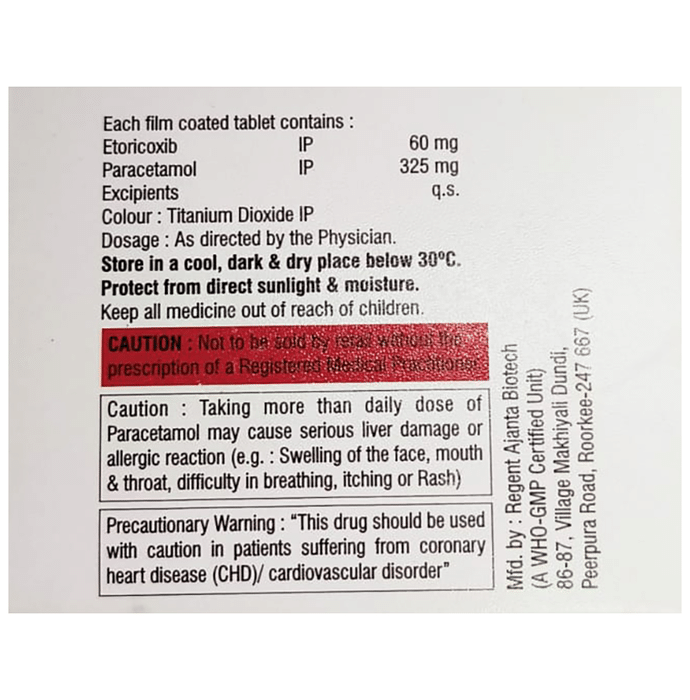 Each film coated tablet contains :
Etoricoxib IP 60 mg
Paracetamol IP 325 mg
Excipients q.s.
Colour : Titanium Dioxide IP
Dosage : As directed by the Physician.
Store in a cool, dark & dry place below 30ºC.
Protect from direct sunlight & moisture.
Keep all medicine out of reach of children.
CAUTION : Not to be sold by retail without the
prescription of a Registered Medical Practitioner
Caution : Taking more than daily dose of
Paracetamol may cause serious liver damage or
allergic reaction (e.g. : Swelling of the face, mouth
& throat, difficulty in breathing, itching or Rash)
Precautionary Warning : “This drug should be used
with caution in patients suffering from coronary
heart disease (CHD)/ cardiovascular disorder”
Mfd. by : Regent Ajanta Biotech
(A WHO-GMP Certified Unit)
86-87, Village Makhiyali Dundi,
Peerpura Road, Roorkee-247 667 (UK)